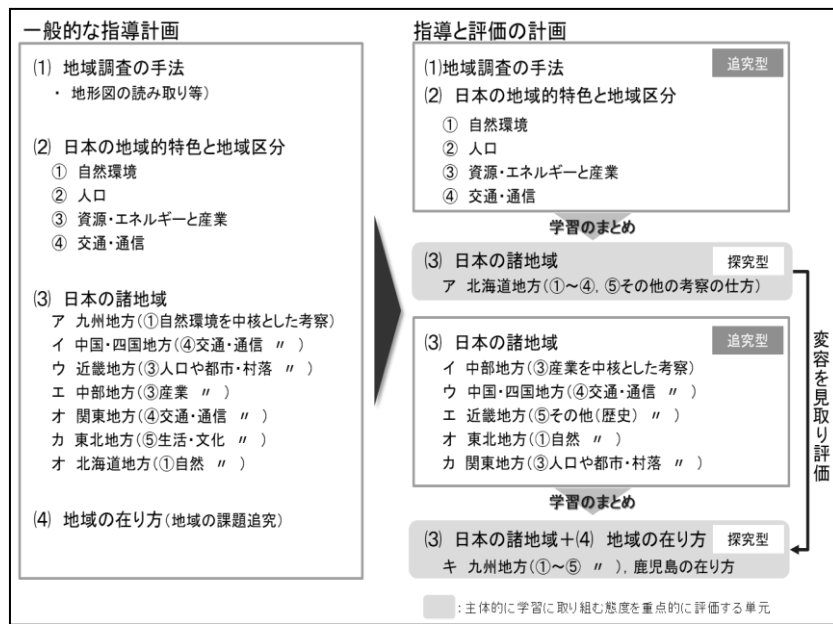 一般的な指導計画
(1) 地域調査の手法
・ 地形図の読み取り等)
(2) 日本の地域的特色と地域区分
① 自然環境
② 人口
③ 資源・エネルギーと産業
④ 交通・通信
(3) 日本の諸地域
ア 九州地方(①自然環境を中核とした考察)
イ 中国・四国地方(④交通・通信 〃 )
ウ 近畿地方(③人口や都市・村落 〃 )
エ 中部地方(③産業 〃 )
オ 関東地方(④交通・通信 〃 )
カ 東北地方(⑤生活・文化 〃 )
オ 北海道地方(①自然 〃 )
(4) 地域の在り方(地域の課題追究)
指導と評価の計画
(1)地域調査の手法 追究型
(2) 日本の地域的特色と地域区分
① 自然環境
② 人口
③ 資源・エネルギーと産業
④ 交通・通信
学習のまとめ
(3) 日本の諸地域 探究型
ア 北海道地方(①~④, ⑤その他の考察の仕方)
(3) 日本の諸地域 追究型
イ 中部地方(③産業を中核とした考察)
ウ 中国・四国地方(④交通・通信 〃 )
エ 近畿地方(⑤その他(歴史) 〃 )
オ 東北地方(①自然 〃 )
カ 関東地方(③人口や都市・村落 〃 )
学習のまとめ
(3) 日本の諸地域+(4) 地域の在り方 探究型
キ 九州地方(①~⑤ 〃 ), 鹿児島の在り方
変容を見取り評価
:主体的に学習に取り組む態度を重点的に評価する単元